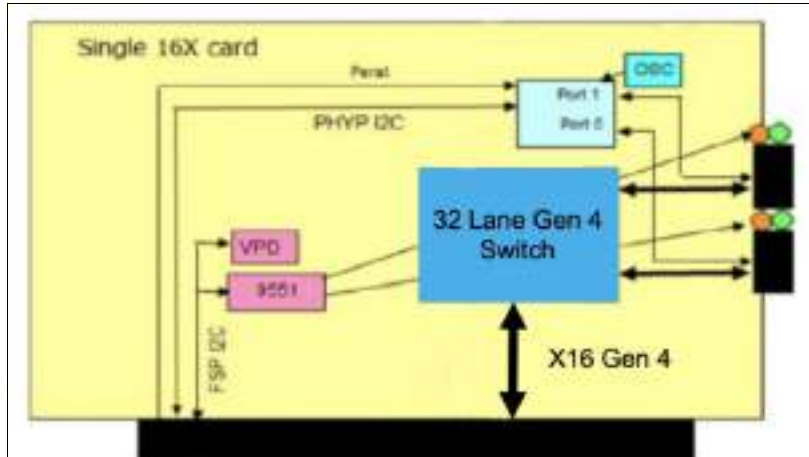 Single 16X card
Perst
OSC
Port 1
PHYP I2C
Port 0
32 Lane Gen 4
Switch
VPD
9551
FSP I2C
X16 Gen 4